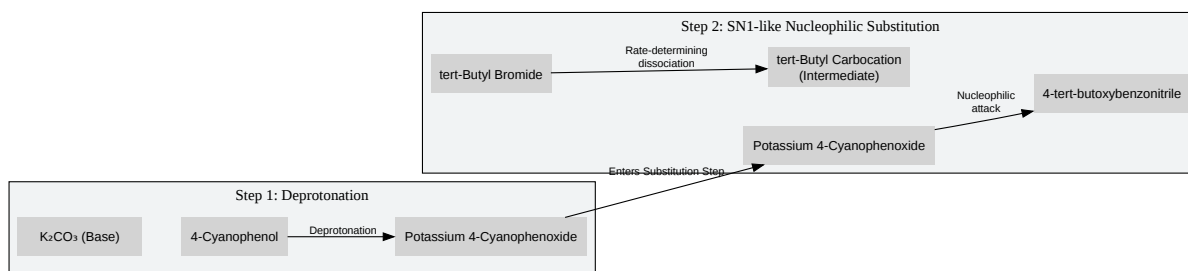 Step 2: SN1-like Nucleophilic Substitution
tert-Butyl Bromide
Rate-determining
dissociation
tert-Butyl Carbocation
(Intermediate)
Nucleophilic
attack
4-tert-butoxybenzonitrile
Potassium 4-Cyanophenoxide
Enters Substitution Step
Step 1: Deprotonation
K₂CO₃ (Base)
4-Cyanophenol
Deprotonation
Potassium 4-Cyanophenoxide